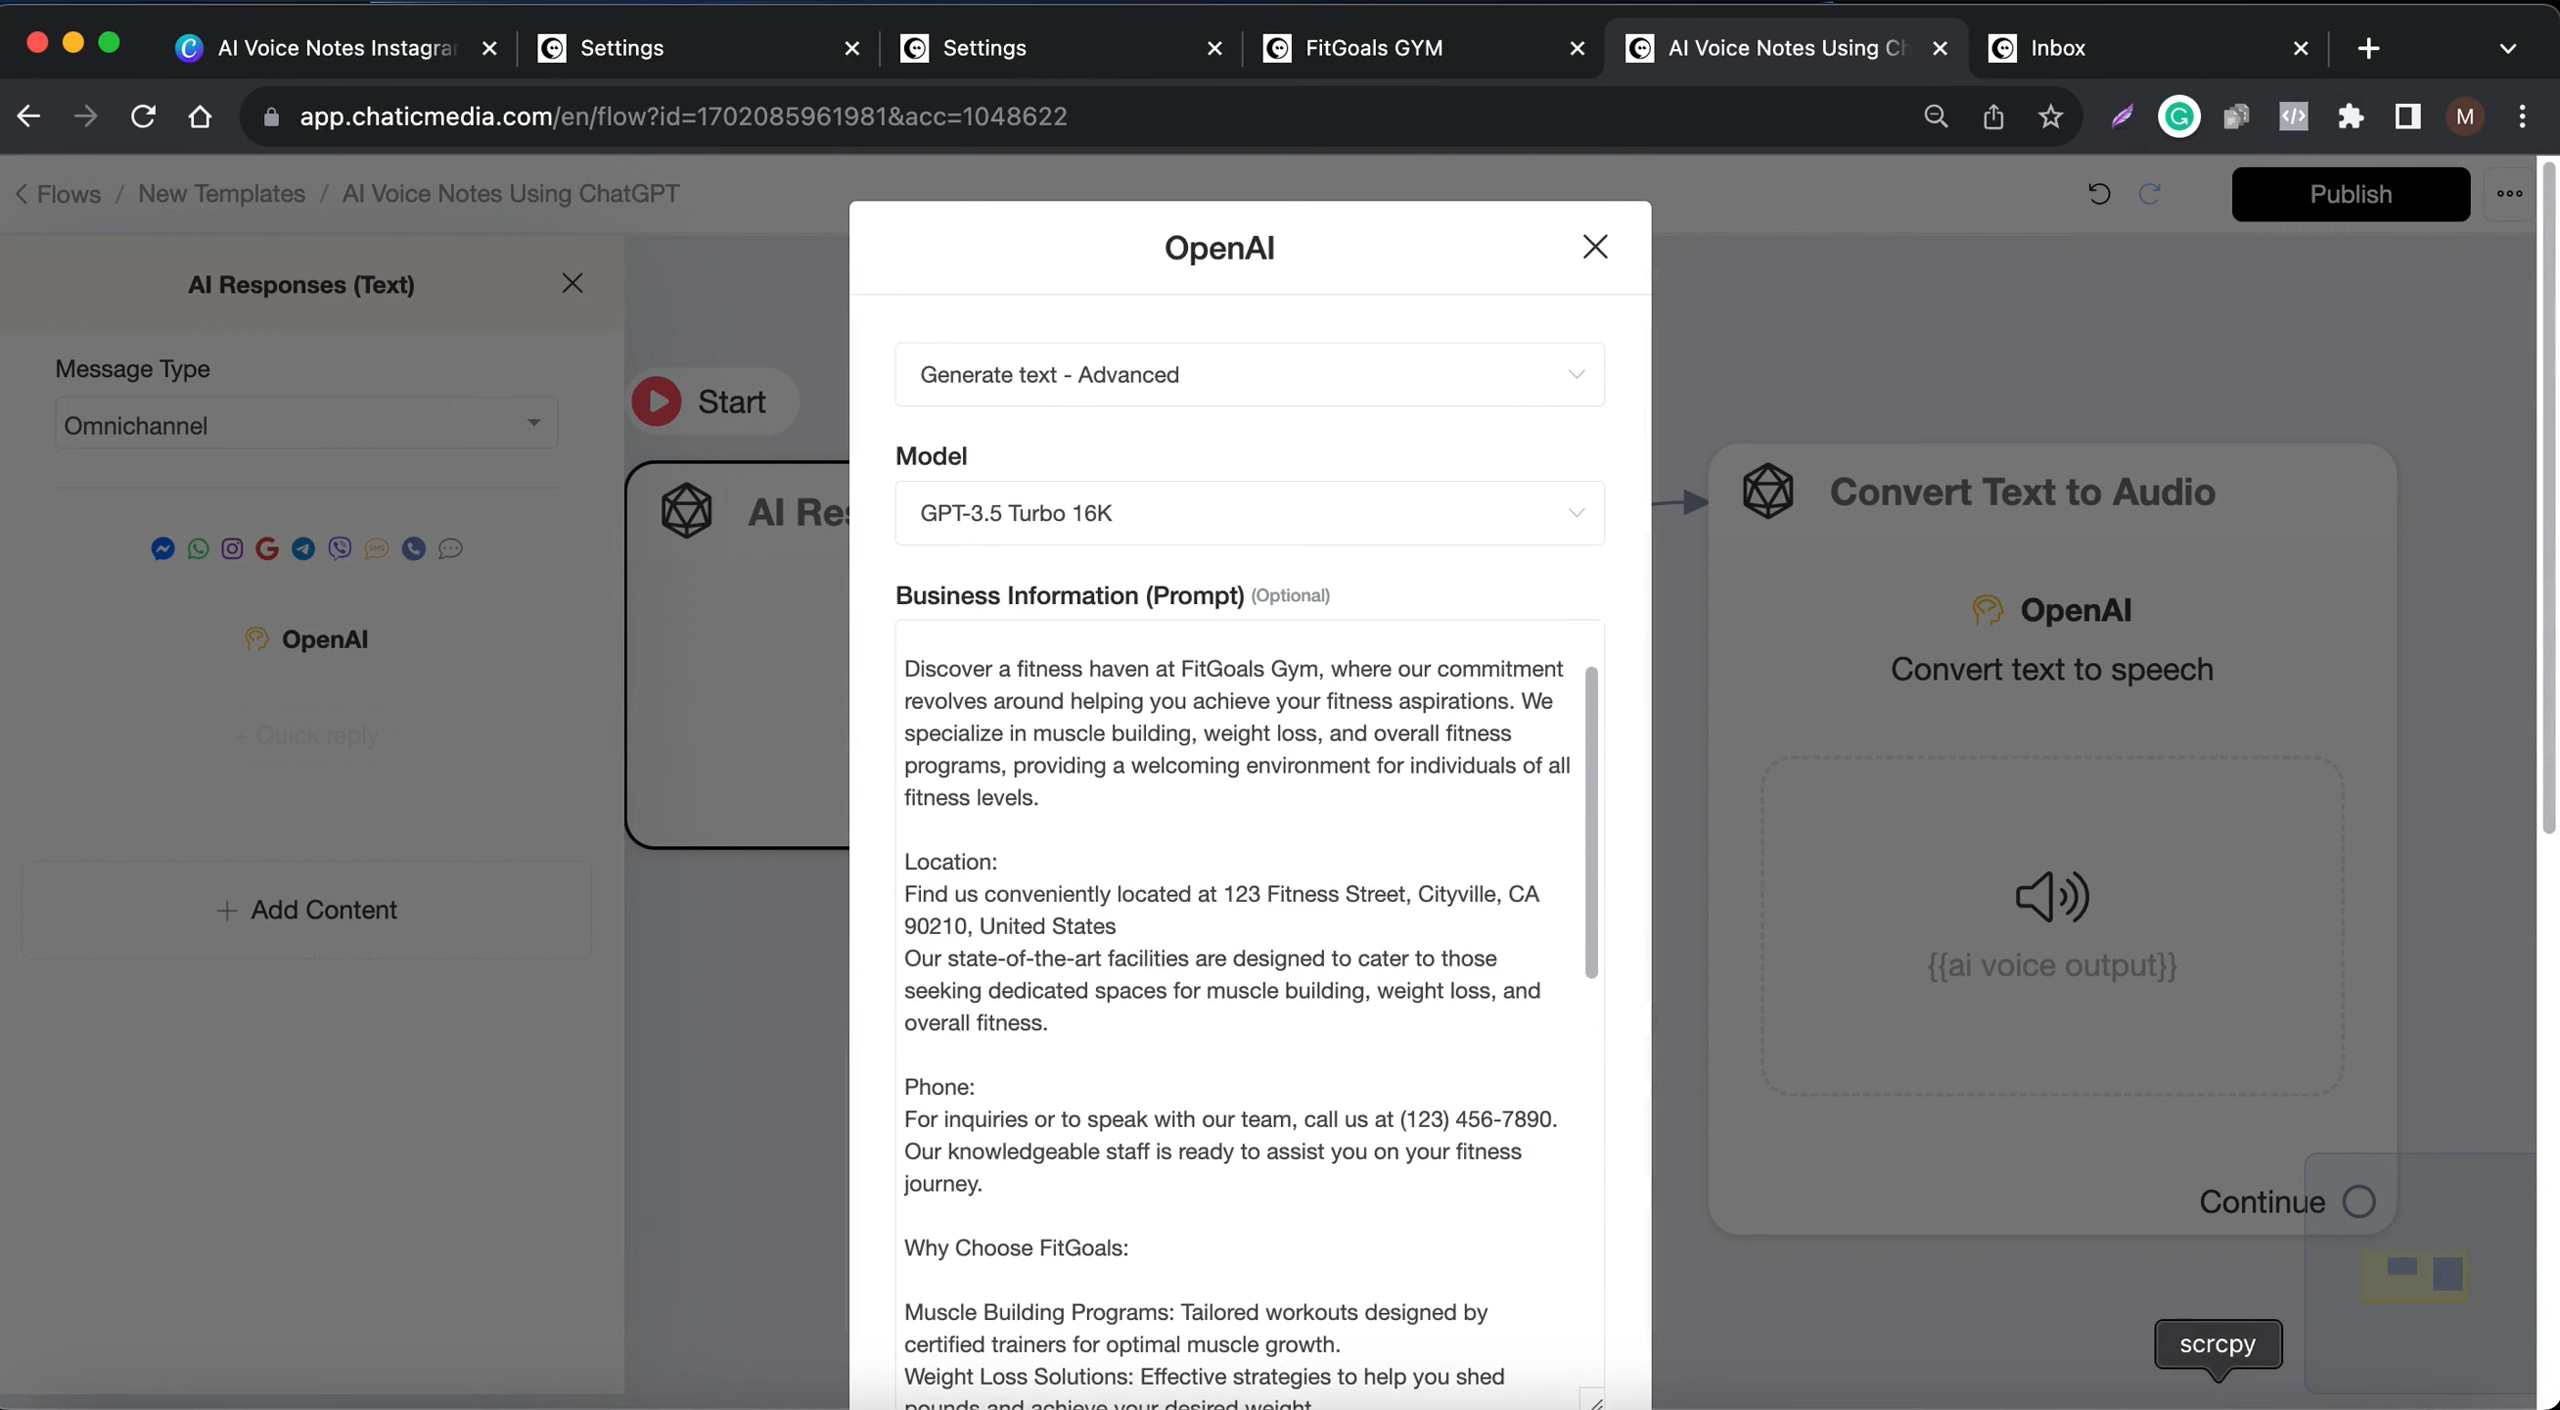 AI Voice Notes Instagra
Settings
Settings
FitGoals GYM
AI Voice Notes Using Ch
Inbox
app.chaticmedia.com/en/flow?id=1702085961981&acc=1048622
M
Flows / New Templates / AI Voice Notes Using ChatGPT
Publish
AI Responses (Text)
Message Type
Omnichannel
SMS
OpenAI
+ Quick reply
+ Add Content
Start
AI Res
OpenAI
Generate text - Advanced
Model
GPT-3.5 Turbo 16K
Business Information (Prompt) (Optional)
Discover a fitness haven at FitGoals Gym, where our commitment
revolves around helping you achieve your fitness aspirations. We
specialize in muscle building, weight loss, and overall fitness
programs, providing a welcoming environment for individuals of all
fitness levels.
Location:
Find us conveniently located at 123 Fitness Street, Cityville, CA
90210, United States
Our state-of-the-art facilities are designed to cater to those
seeking dedicated spaces for muscle building, weight loss, and
overall fitness.
Phone:
For inquiries or to speak with our team, call us at (123) 456-7890.
Our knowledgeable staff is ready to assist you on your fitness
journey.
Why Choose FitGoals:
Muscle Building Programs: Tailored workouts designed by
certified trainers for optimal muscle growth.
Weight Loss Solutions: Effective strategies to help you shed
pounds and achieve your desired weight.
Convert Text to Audio
OpenAI
Convert text to speech
{{ai voice output}}
Continue
scrcpy